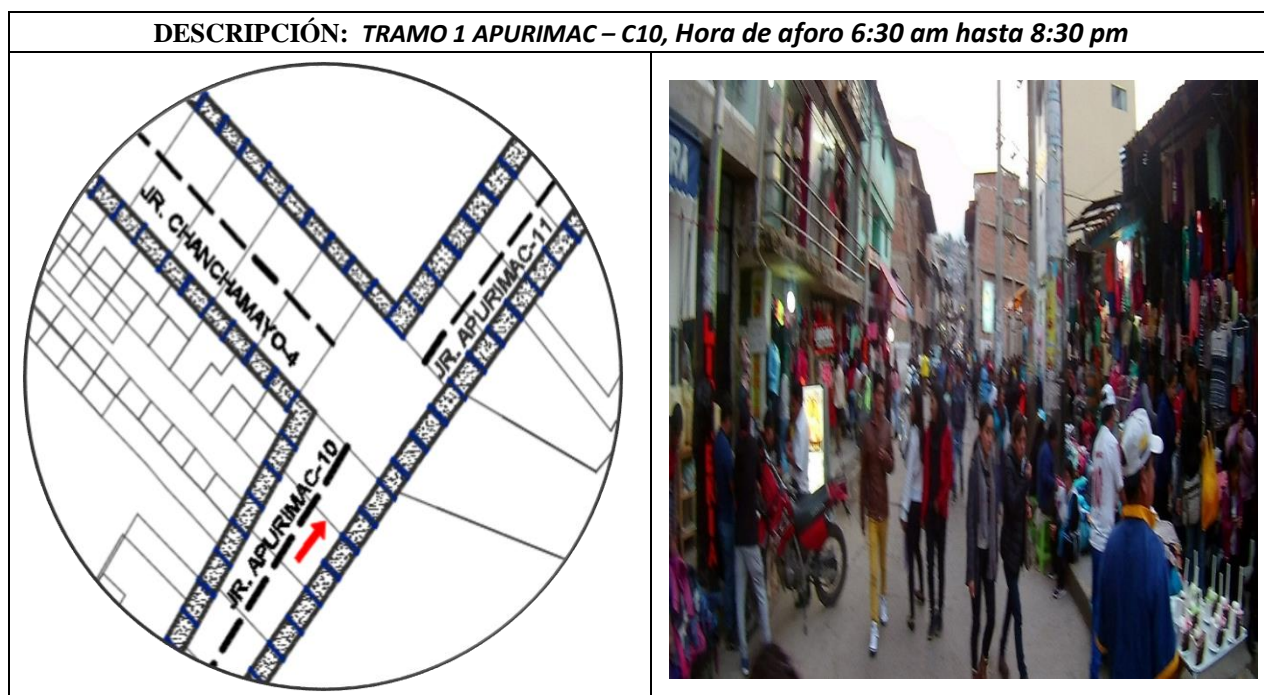 DESCRIPCIÓN: TRAMO 1 APURIMAC – C10, Hora de aforo 6:30 am hasta 8:30 pm
JR. CHANCHAMAYO-4
JR. APURIMAC-11
JR. APURIMAC-10